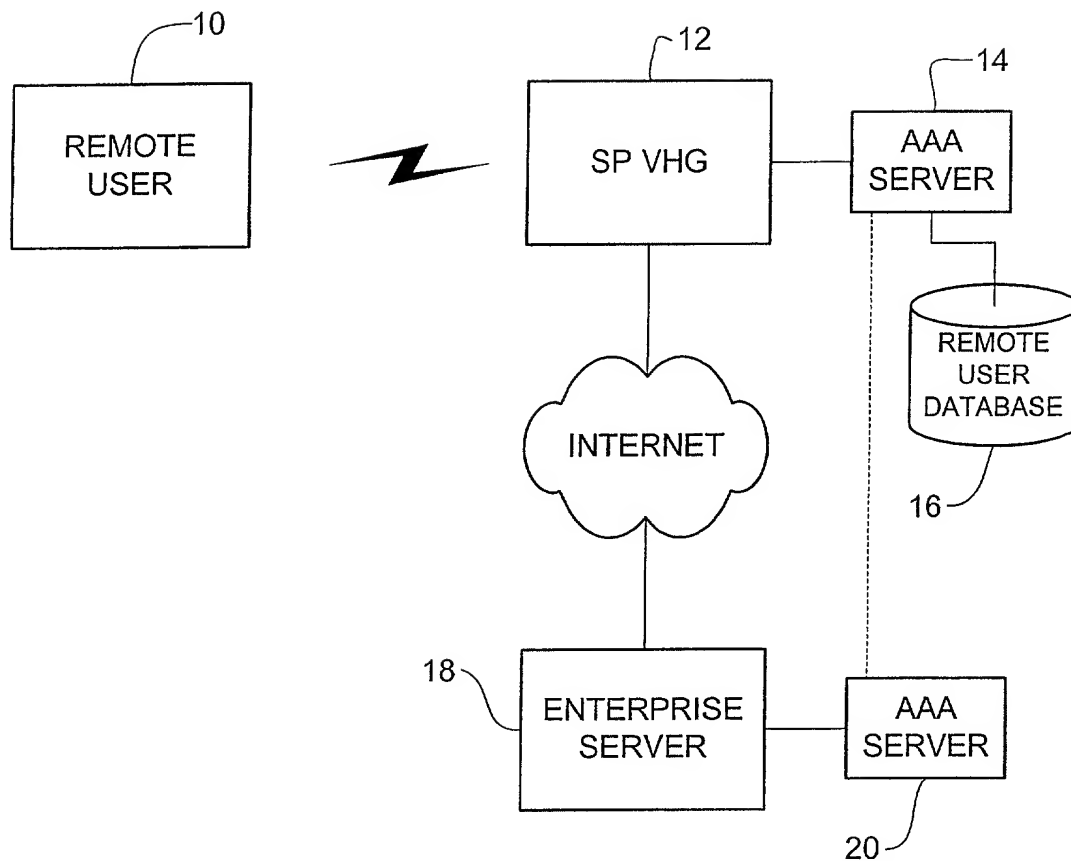 10
REMOTE
USER
12
SP VHG
14
AAA
SERVER
REMOTE
USER
DATABASE
16
INTERNET
18
ENTERPRISE
SERVER
AAA
SERVER
20